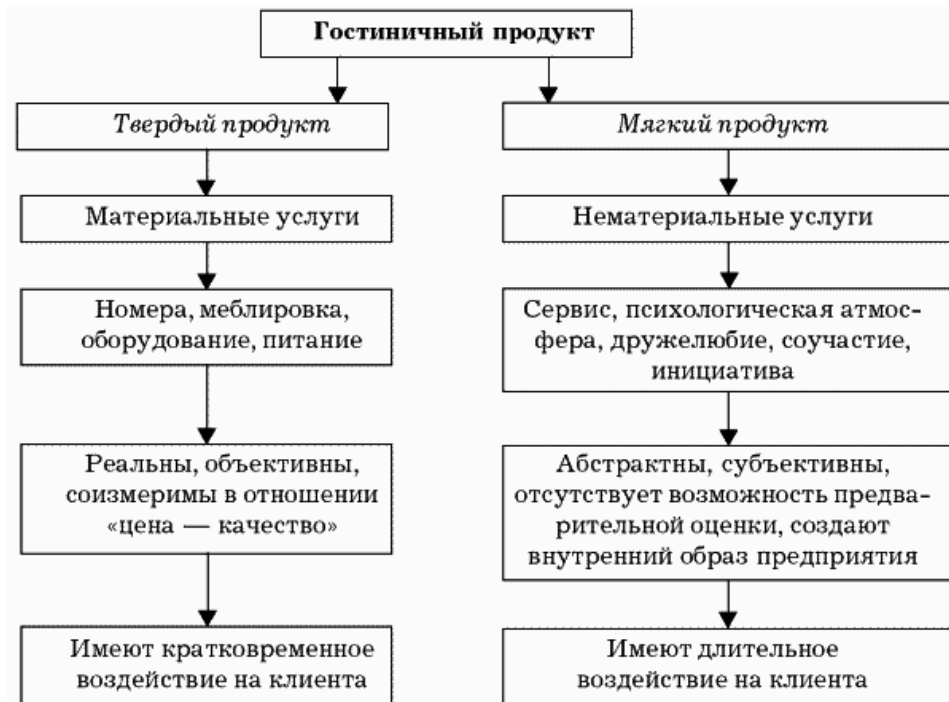 Гостиничный продукт
Твердый продукт
Материальные услуги
Номера, меблировка,
оборудование, питание
Реальны, объективны,
соизмеримы в отношении
«цена — качество»
Имеют кратковременное
воздействие на клиента
Мягкий продукт
Нематериальные услуги
Сервис, психологическая атмос-
фера, дружелюбие, соучастие,
инициатива
Абстрактны, субъективны,
отсутствует возможность предва-
рительной оценки, создают
внутренний образ предприятия
Имеют длительное
воздействие на клиента